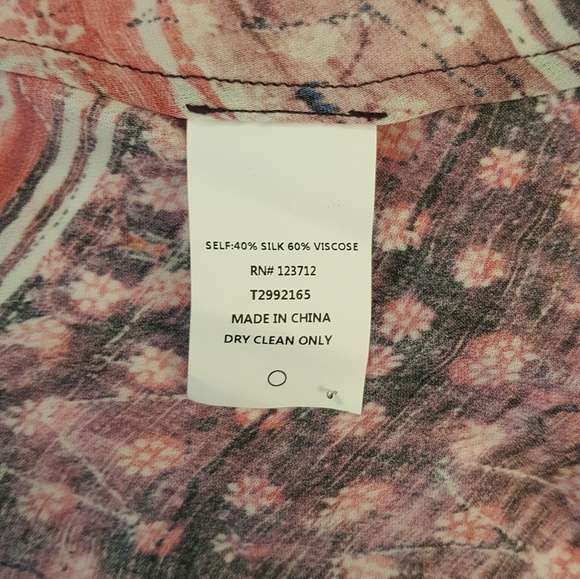 SELF:40% SILK 60% VISCOSE
RN# 123712
T2992165
MADE IN CHINA
DRY CLEAN ONLY